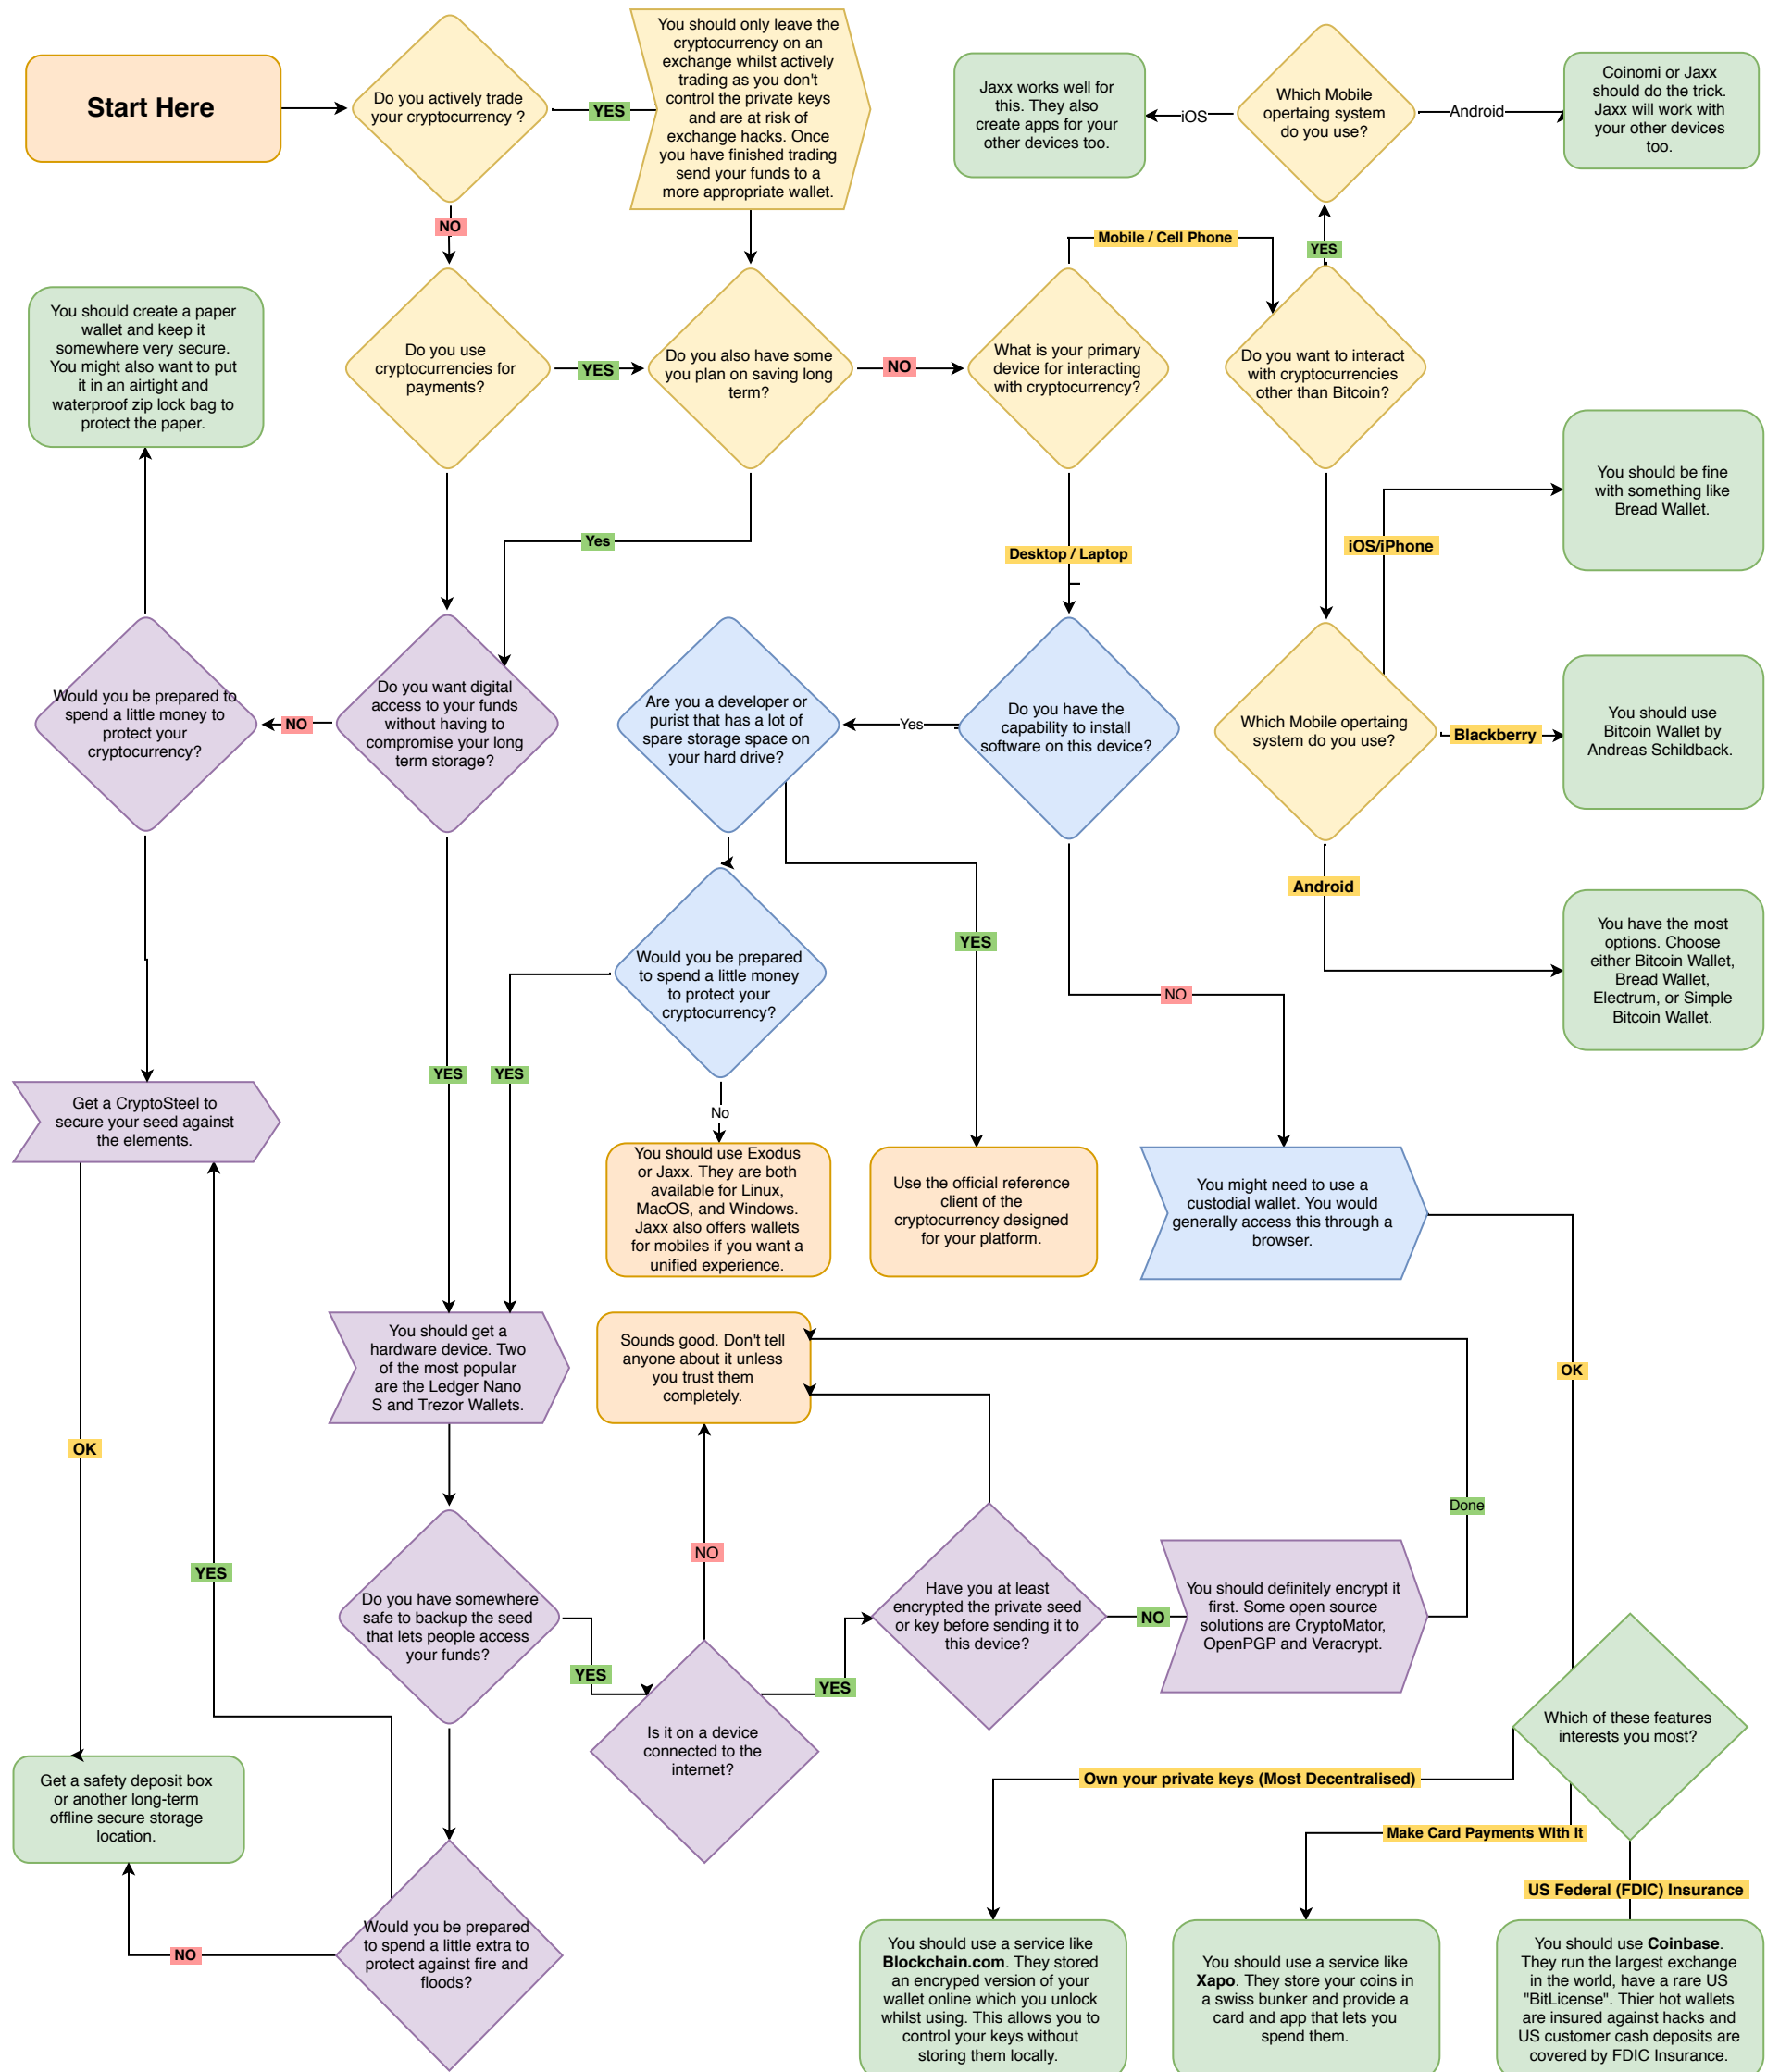 Start Here
Do you actively trade
your cryptocurrency ?
YES
You should only leave the
cryptocurrency on an
exchange whilst actively
trading as you don't
control the private keys
and are at risk of
exchange hacks. Once
you have finished trading
send your funds to a
more appropriate wallet.
Jaxx works well for
this. They also
create apps for your
other devices too.
iOS
Which Mobile
opertaing system
do you use?
Android
Coinomi or Jaxx
should do the trick.
Jaxx will work with
your other devices
too.
NO
Mobile / Cell Phone
YES
You should create a paper
wallet and keep it
somewhere very secure.
You might also want to put
it in an airtight and
waterproof zip lock bag to
protect the paper.
Do you use
cryptocurrencies for
payments?
YES
Do you also have some
you plan on saving long
term?
NO
What is your primary
device for interacting
with cryptocurrency?
Do you want to interact
with cryptocurrencies
other than Bitcoin?
You should be fine
with something like
Bread Wallet.
Yes
Desktop / Laptop
iOS/iPhone
Would you be prepared to
spend a little money to
protect your
cryptocurrency?
NO
Do you want digital
access to your funds
without having to
compromise your long
term storage?
Are you a developer or
purist that has a lot of
spare storage space on
your hard drive?
Yes
Do you have the
capability to install
software on this device?
Which Mobile opertaing
system do you use?
Blackberry
You should use
Bitcoin Wallet by
Andreas Schildback.
Android
YES
Would you be prepared
to spend a little money
to protect your
cryptocurrency?
NO
You have the most
options. Choose
either Bitcoin Wallet,
Bread Wallet,
Electrum, or Simple
Bitcoin Wallet.
YES
YES
Get a CryptoSteel to
secure your seed against
the elements.
No
You should use Exodus
or Jaxx. They are both
available for Linux,
MacOS, and Windows.
Jaxx also offers wallets
for mobiles if you want a
unified experience.
Use the official reference
client of the
cryptocurrency designed
for your platform.
You might need to use a
custodial wallet. You would
generally access this through a
browser.
You should get a
hardware device. Two
of the most popular
are the Ledger Nano
S and Trezor Wallets.
Sounds good. Don't tell
anyone about it unless
you trust them
completely.
OK
OK
Done
NO
YES
Do you have somewhere
safe to backup the seed
that lets people access
your funds?
YES
Have you at least
encrypted the private seed
or key before sending it to
this device?
NO
You should definitely encrypt it
first. Some open source
solutions are CryptoMator,
OpenPGP and Veracrypt.
YES
Is it on a device
connected to the
internet?
Which of these features
interests you most?
Get a safety deposit box
or another long-term
offline secure storage
location.
Own your private keys (Most Decentralised)
Make Card Payments WIth It
US Federal (FDIC) Insurance
NO
Would you be prepared
to spend a little extra to
protect against fire and
floods?
You should use a service like
Blockchain.com. They stored
an encryped version of your
wallet online which you unlock
whilst using. This allows you to
control your keys without
storing them locally.
You should use a service like
Xapo. They store your coins in
a swiss bunker and provide a
card and app that lets you
spend them.
You should use Coinbase.
They run the largest exchange
in the world, have a rare US
"BitLicense". Thier hot wallets
are insured against hacks and
US customer cash deposits are
covered by FDIC Insurance.